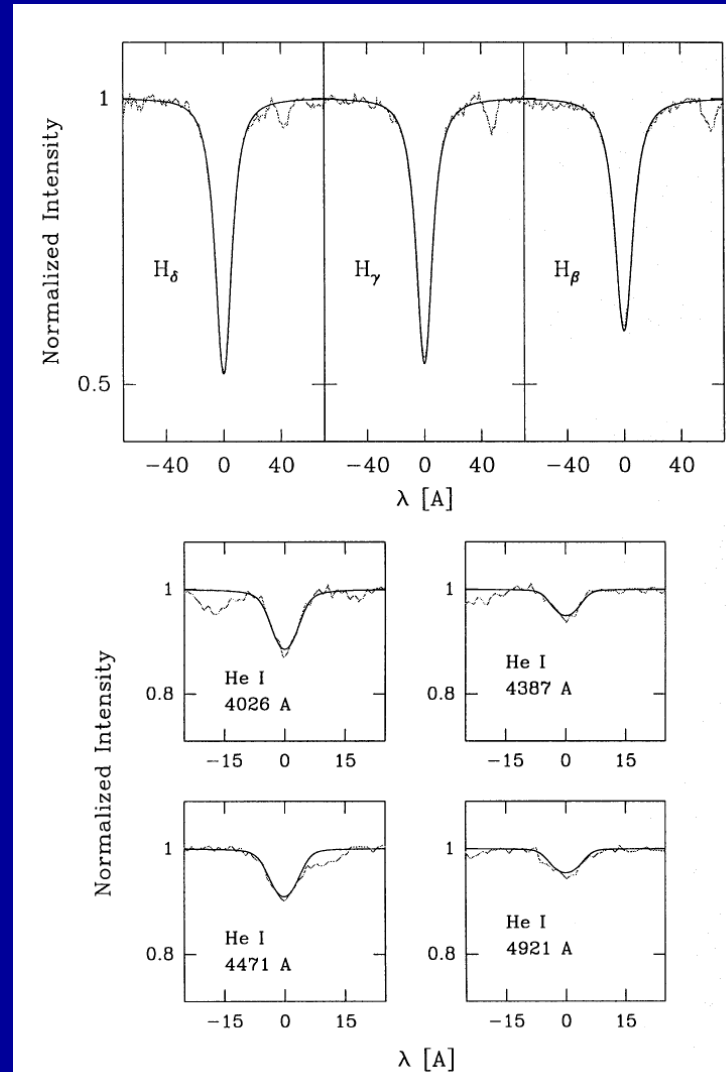 Normalized Intensity
1
0.5
Hδ
Hγ
Hβ
−40 0 40
−40 0 40
−40 0 40
λ [A]
Normalized Intensity
1
0.8
He I
4026 A
−15 0 15
1
0.8
He I
4387 A
−15 0 15
1
0.8
He I
4471 A
−15 0 15
1
0.8
He I
4921 A
−15 0 15
λ [A]